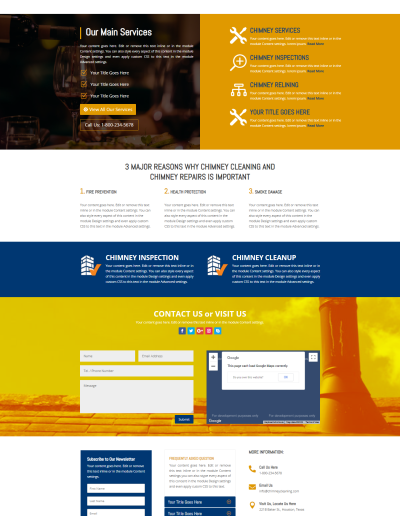 Our Main Services
Your content goes here. Edit or remove this text inline or in the module
Content settings. You can also style every aspect of this content in the module
Design settings and even apply custom CSS to this text in the module
Advanced settings.
Your Title Goes Here
Your Title Goes Here
Your Title Goes Here
View All Our Services
Call Us: 1-800-234-5678
CHIMNEY SERVICES
Your content goes here. Edit or remove this text inline or in the
module Content settings. lorem ipsum. Read More
CHIMNEY INSPECTIONS
Your content goes here. Edit or remove this text inline or in the
module Content settings. lorem ipsum. Read More
CHIMNEY RELINING
Your content goes here. Edit or remove this text inline or in the
module Content settings. lorem ipsum. Read More
YOUR TITLE GOES HERE
Your content goes here. Edit or remove this text inline or in the
module Content settings. lorem ipsum. Read More
3 MAJOR REASONS WHY CHIMNEY CLEANING AND
CHIMNEY REPAIRS IS IMPORTANT
1. FIRE PREVENTION
Your content goes here. Edit or remove this text
inline or in the module Content settings. You can
also style every aspect of this content in the
module Design settings and even apply custom
CSS to this text in the module Advanced settings.
2. HEALTH PROTECTION
Your content goes here. Edit or remove this text
inline or in the module Content settings. You can
also style every aspect of this content in the
module Design settings and even apply custom
CSS to this text in the module Advanced settings.
3. SMOKE DAMAGE
Your content goes here. Edit or remove this text
inline or in the module Content settings. You can
also style every aspect of this content in the
module Design settings and even apply custom
CSS to this text in the module Advanced settings.
CHIMNEY INSPECTION
Your content goes here. Edit or remove this text inline or in
the module Content settings. You can also style every aspect
of this content in the module Design settings and even apply
custom CSS to this text in the module Advanced settings.
CHIMNEY CLEANUP
Your content goes here. Edit or remove this text inline or in
the module Content settings. You can also style every aspect
of this content in the module Design settings and even apply
custom CSS to this text in the module Advanced settings.
CONTACT US or VISIT US
Your content goes here. Edit or remove this text inline or in the module Content settings.
Name
Email Address
Message
SUBMIT
Google
This page can't load Google Maps correctly.
Do you own this website?
OK
For development purposes only
For development purposes only
Google
Subscribe to Our Newsletter
Your content goes here. Edit or
remove this text inline or in the
module Content settings.
First Name
Last Name
Email
FREQUENTLY ASKED QUESTION
Your content goes here. Edit or
remove this text inline or in the
module Content settings. You can
also style every aspect of this
content in the module Design
settings and even apply custom
CSS to this text.
Your Title Goes Here
Your Title Goes Here
MORE INFORMATION:
Call Us Here
1-800-234-5678
Email Us
Visit Us, Locate Us Here